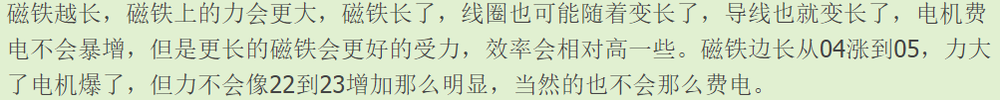 磁铁越长，磁铁上的力会更大，磁铁长了，线圈也可能随着变长了，导线也就变长了，电机费
电不会暴增，但是更长的磁铁会更好的受力，效率会相对高一些。磁铁边长从04涨到05，力大
了电机爆了，但力不会像22到23增加那么明显，当然的也不会那么费电。